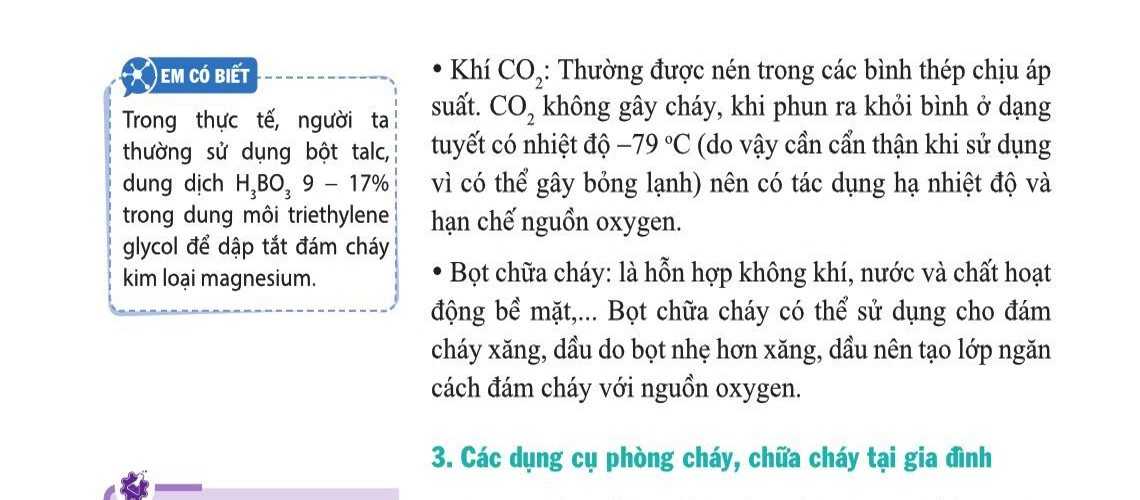 EM CÓ BIẾT
Trong thực tế, người ta
thường sử dụng bột talc,
dung dịch H₃BO₃ 9 – 17%
trong dung môi triethylene
glycol để dập tắt đám cháy
kim loại magnesium.
• Khí CO₂: Thường được nén trong các bình thép chịu áp
suất. CO₂ không gây cháy, khi phun ra khỏi bình ở dạng
tuyết có nhiệt độ –79 °C (do vậy cần cẩn thận khi sử dụng
vì có thể gây bỏng lạnh) nên có tác dụng hạ nhiệt độ và
hạn chế nguồn oxygen.
• Bọt chữa cháy: là hỗn hợp không khí, nước và chất hoạt
động bề mặt,... Bọt chữa cháy có thể sử dụng cho đám
cháy xăng, dầu do bọt nhẹ hơn xăng, dầu nên tạo lớp ngăn
cách đám cháy với nguồn oxygen.
3. Các dụng cụ phòng cháy, chữa cháy tại gia đình